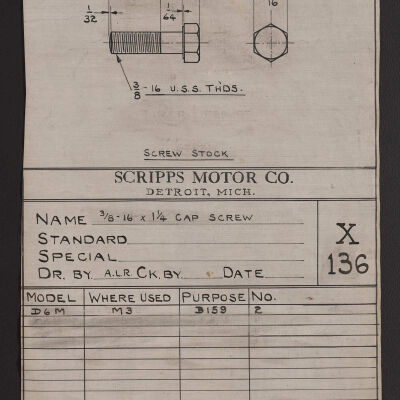 1/32
1/64
16
3/8 - 16 U.S.S. TH'DS.
SCREW STOCK
SCRIPPS MOTOR CO.
DETROIT, MICH.
NAME 3/8-16 x 1 1/4 CAP SCREW
STANDARD
SPECIAL
DR. BY A.L.R. CK. BY DATE
X
136
MODEL WHERE USED PURPOSE NO.
D6M M3 B159 2